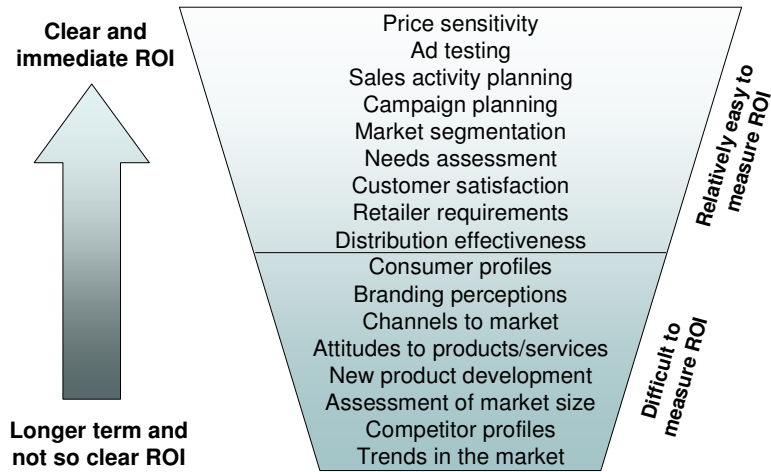 Clear and
immediate ROI
Price sensitivity
Ad testing
Sales activity planning
Campaign planning
Market segmentation
Needs assessment
Customer satisfaction
Retailer requirements
Distribution effectiveness
Relatively easy to
measure ROI
Consumer profiles
Branding perceptions
Channels to market
Attitudes to products/services
New product development
Assessment of market size
Competitor profiles
Trends in the market
Difficult to
measure ROI
Longer term and
not so clear ROI